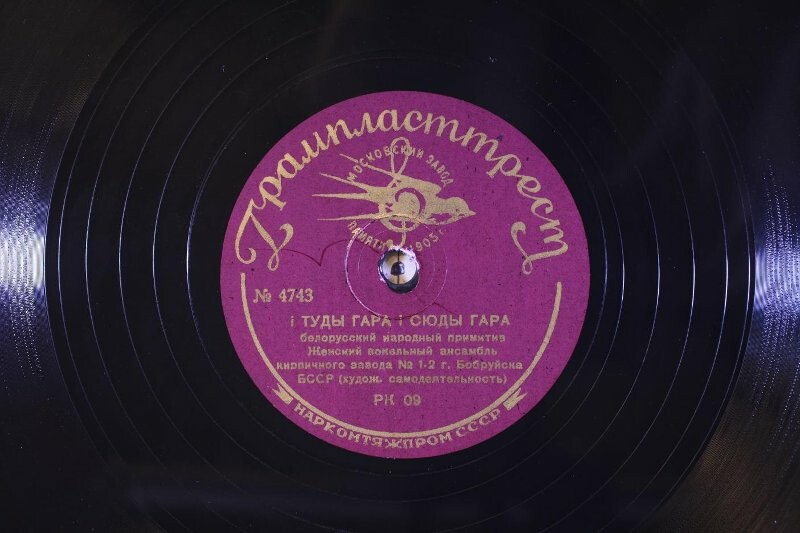 Грампласттрест
МОСКОВСКИЙ ЗАВОД
ПАМЯТИ 1905 г.
№ 4743
і ТУДЫ ГАРА і СЮДЫ ГАРА
белорусский народный примитив
Женский вокальный ансамбль
кирпичного завода № 1-2 г. Бобруйска
БССР (худож. самодеятельность)
РК 09
НАРКОМТЯЖПРОМ СССР